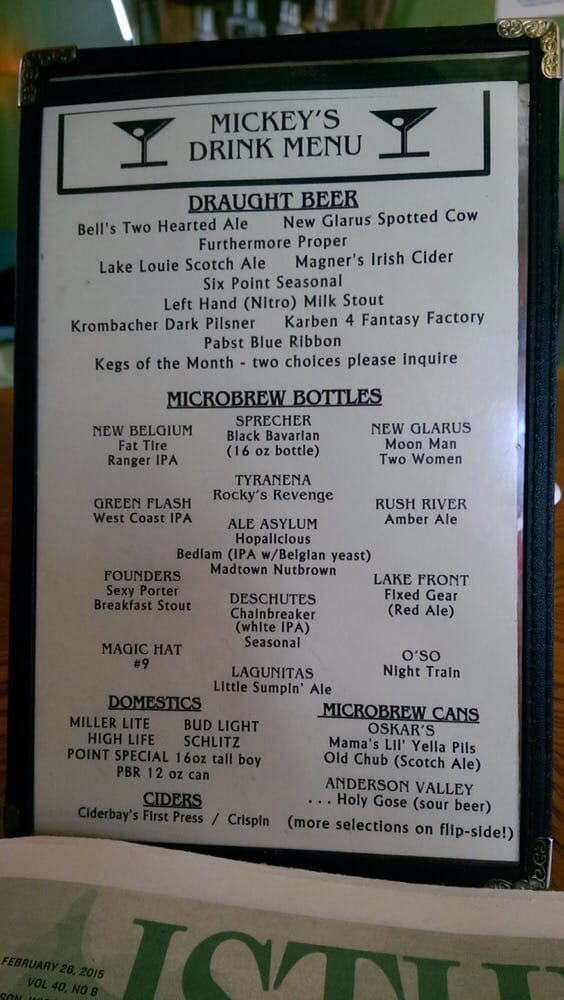 MICKEY'S
DRINK MENU
DRAUGHT BEER
Bell's Two Hearted Ale New Glarus Spotted Cow
Furthermore Proper
Lake Louie Scotch Ale Magner's Irish Cider
Six Point Seasonal
Left Hand (Nitro) Milk Stout
Krombacher Dark Pilsner Karben 4 Fantasy Factory
Pabst Blue Ribbon
Kegs of the Month - two choices please inquire
MICROBREW BOTTLES
NEW BELGIUM
Fat Tire
Ranger IPA
SPRECHER
Black Bavarian
(16 oz bottle)
NEW GLARUS
Moon Man
Two Women
TYRANENA
Rocky's Revenge
GREEN FLASH
West Coast IPA
RUSH RIVER
Amber Ale
ALE ASYLUM
Hopalicious
Bedlam (IPA w/Belgian yeast)
Madtown Nutbrown
FOUNDERS
Sexy Porter
Breakfast Stout
DESCHUTES
Chainbreaker
(white IPA)
Seasonal
LAKE FRONT
Fixed Gear
(Red Ale)
MAGIC HAT
#9
LAGUNITAS
Little Sumpin' Ale
O'SO
Night Train
DOMESTICS
MILLER LITE BUD LIGHT
HIGH LIFE SCHLITZ
POINT SPECIAL 16oz tall boy
PBR 12 oz can
MICROBREW CANS
OSKAR'S
Mama's Lil' Yella Pils
Old Chub (Scotch Ale)
ANDERSON VALLEY
. . . Holy Gose (sour beer)
CIDERS
Ciderbay's First Press / Crispin
(more selections on flip-side!)
FEBRUARY 26, 2015
VOL 40, NO 8